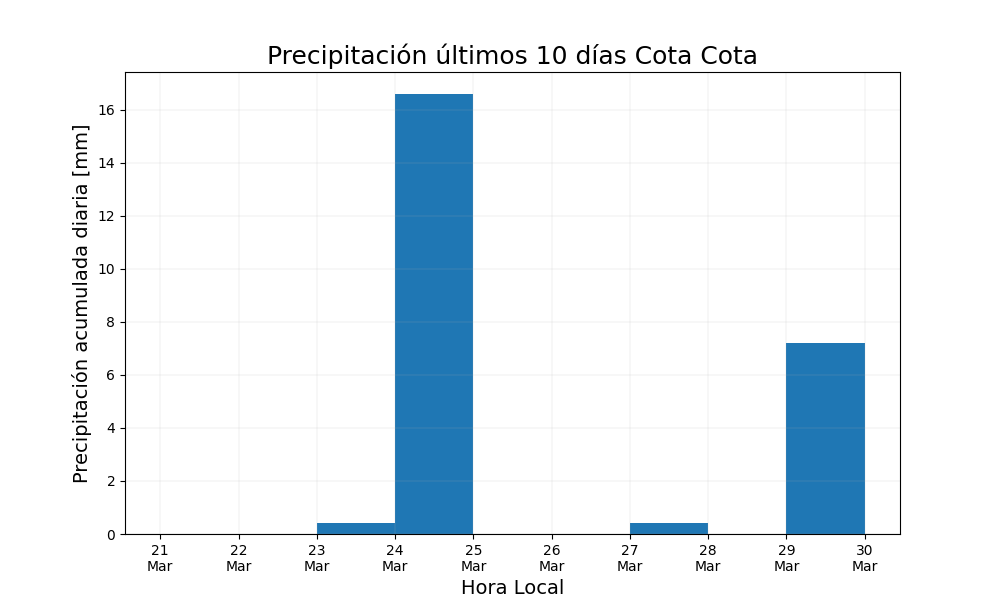 Precipitación últimos 10 días Cota Cota
Precipitación acumulada diaria [mm]
16
14
12
10
8
6
4
2
0
21 22 23 24 25 26 27 28 29 30
Mar Mar Mar Mar Mar Mar Mar Mar Mar Mar
Hora Local